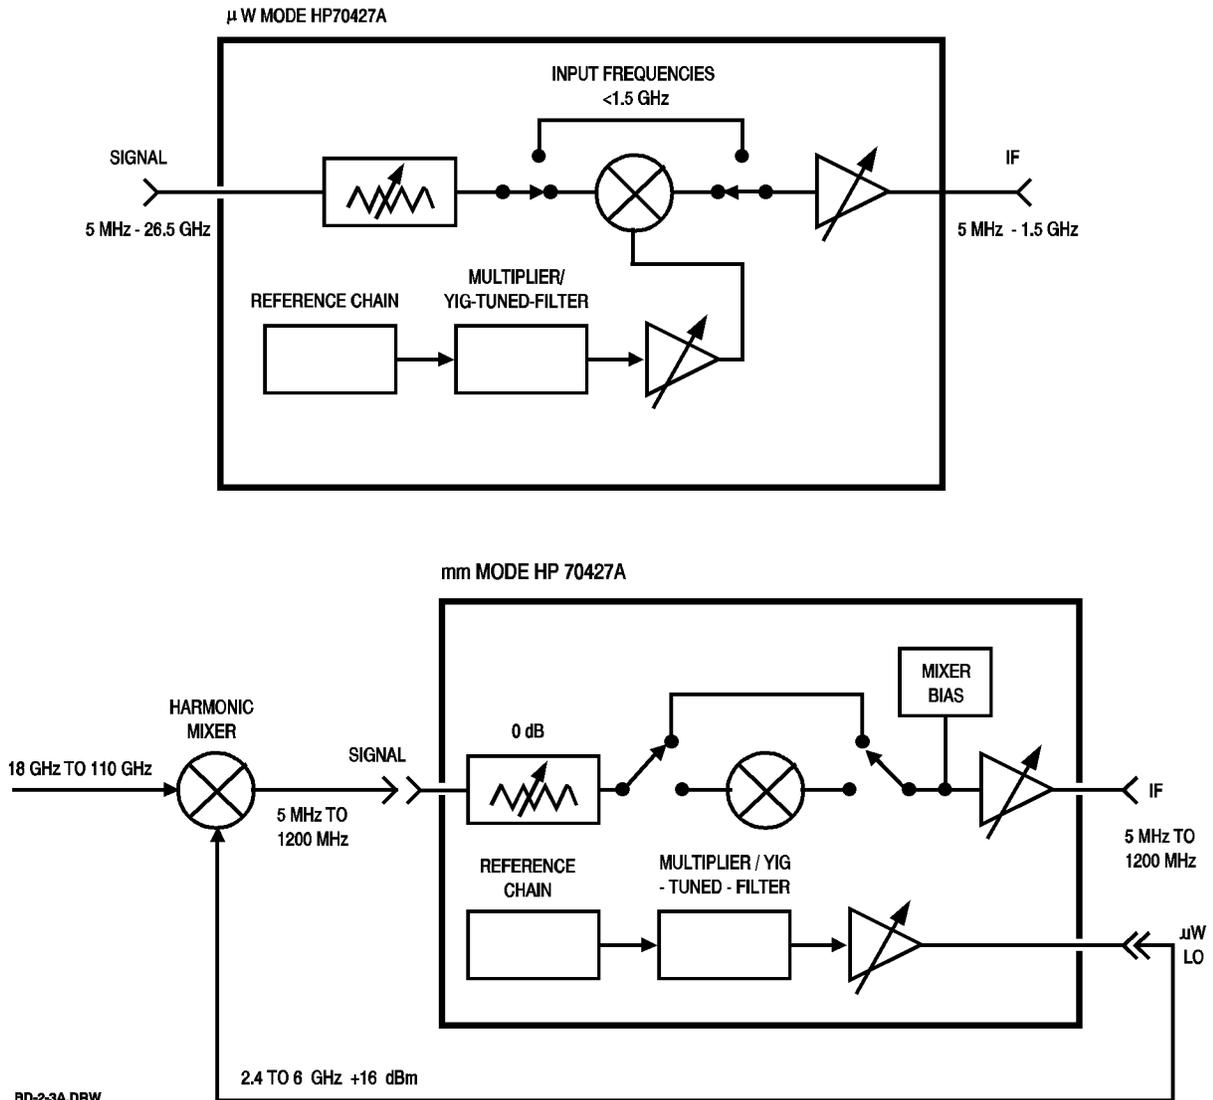 µ W MODE HP70427A
INPUT FREQUENCIES
<1.5 GHz
SIGNAL
IF
5 MHz - 26.5 GHz
5 MHz - 1.5 GHz
MULTIPLIER/
REFERENCE CHAIN
YIG-TUNED-FILTER
mm MODE HP 70427A
MIXER
BIAS
HARMONIC
MIXER
0 dB
SIGNAL
18 GHz TO 110 GHz
IF
5 MHz TO
1200 MHz
5 MHz TO
1200 MHz
REFERENCE
CHAIN
MULTIPLIER / YIG
- TUNED - FILTER
µW
LO
2.4 TO 6 GHz +16 dBm
BD-2-3A.DRW